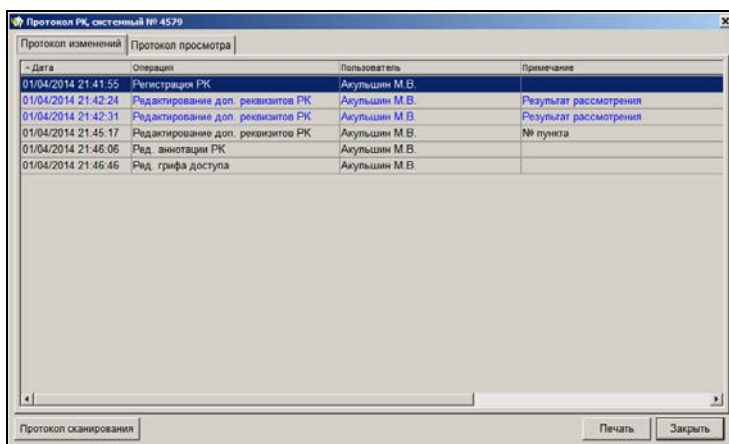 Протокол РК, системный № 4579
Протокол изменений Протокол просмотра
Дата Операция Пользователь Примечание
01/04/2014 21:41:55 Регистрация РК Акульшин М.В.
01/04/2014 21:42:24 Редактирование доп. реквизитов РК Акульшин М.В. Результат рассмотрения
01/04/2014 21:42:31 Редактирование доп. реквизитов РК Акульшин М.В. Результат рассмотрения
01/04/2014 21:45:17 Редактирование доп. реквизитов РК Акульшин М.В. № пункта
01/04/2014 21:46:06 Ред. аннотации РК Акульшин М.В.
01/04/2014 21:46:46 Ред. грифа доступа Акульшин М.В.
Протокол сканирования Печать Закрыть